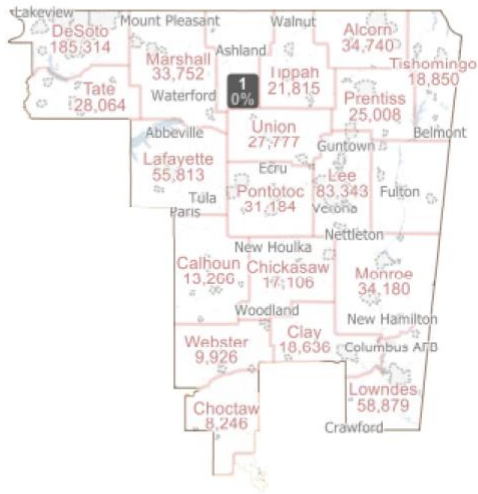 Lakeview
DeSoto
185,314
Mount Pleasant
Walnut
Alcorn
34,740
Ashland
Marshall
33,752
Tippah
21,815
Tishomingo
18,850
Tate
28,064
Waterford
1
0%
Prentiss
25,008
Abbeville
Union
27,777
Belmont
Guntown
Lafayette
55,813
Ecru
Lee
83,343
Pontotoc
31,184
Fulton
Tula
Verona
Paris
Nettleton
New Houlka
Calhoun
13,266
Chickasaw
17,106
Monroe
34,180
Woodland
New Hamilton
Webster
9,926
Clay
18,636
Columbus AFB
Lowndes
58,879
Choctaw
8,246
Crawford